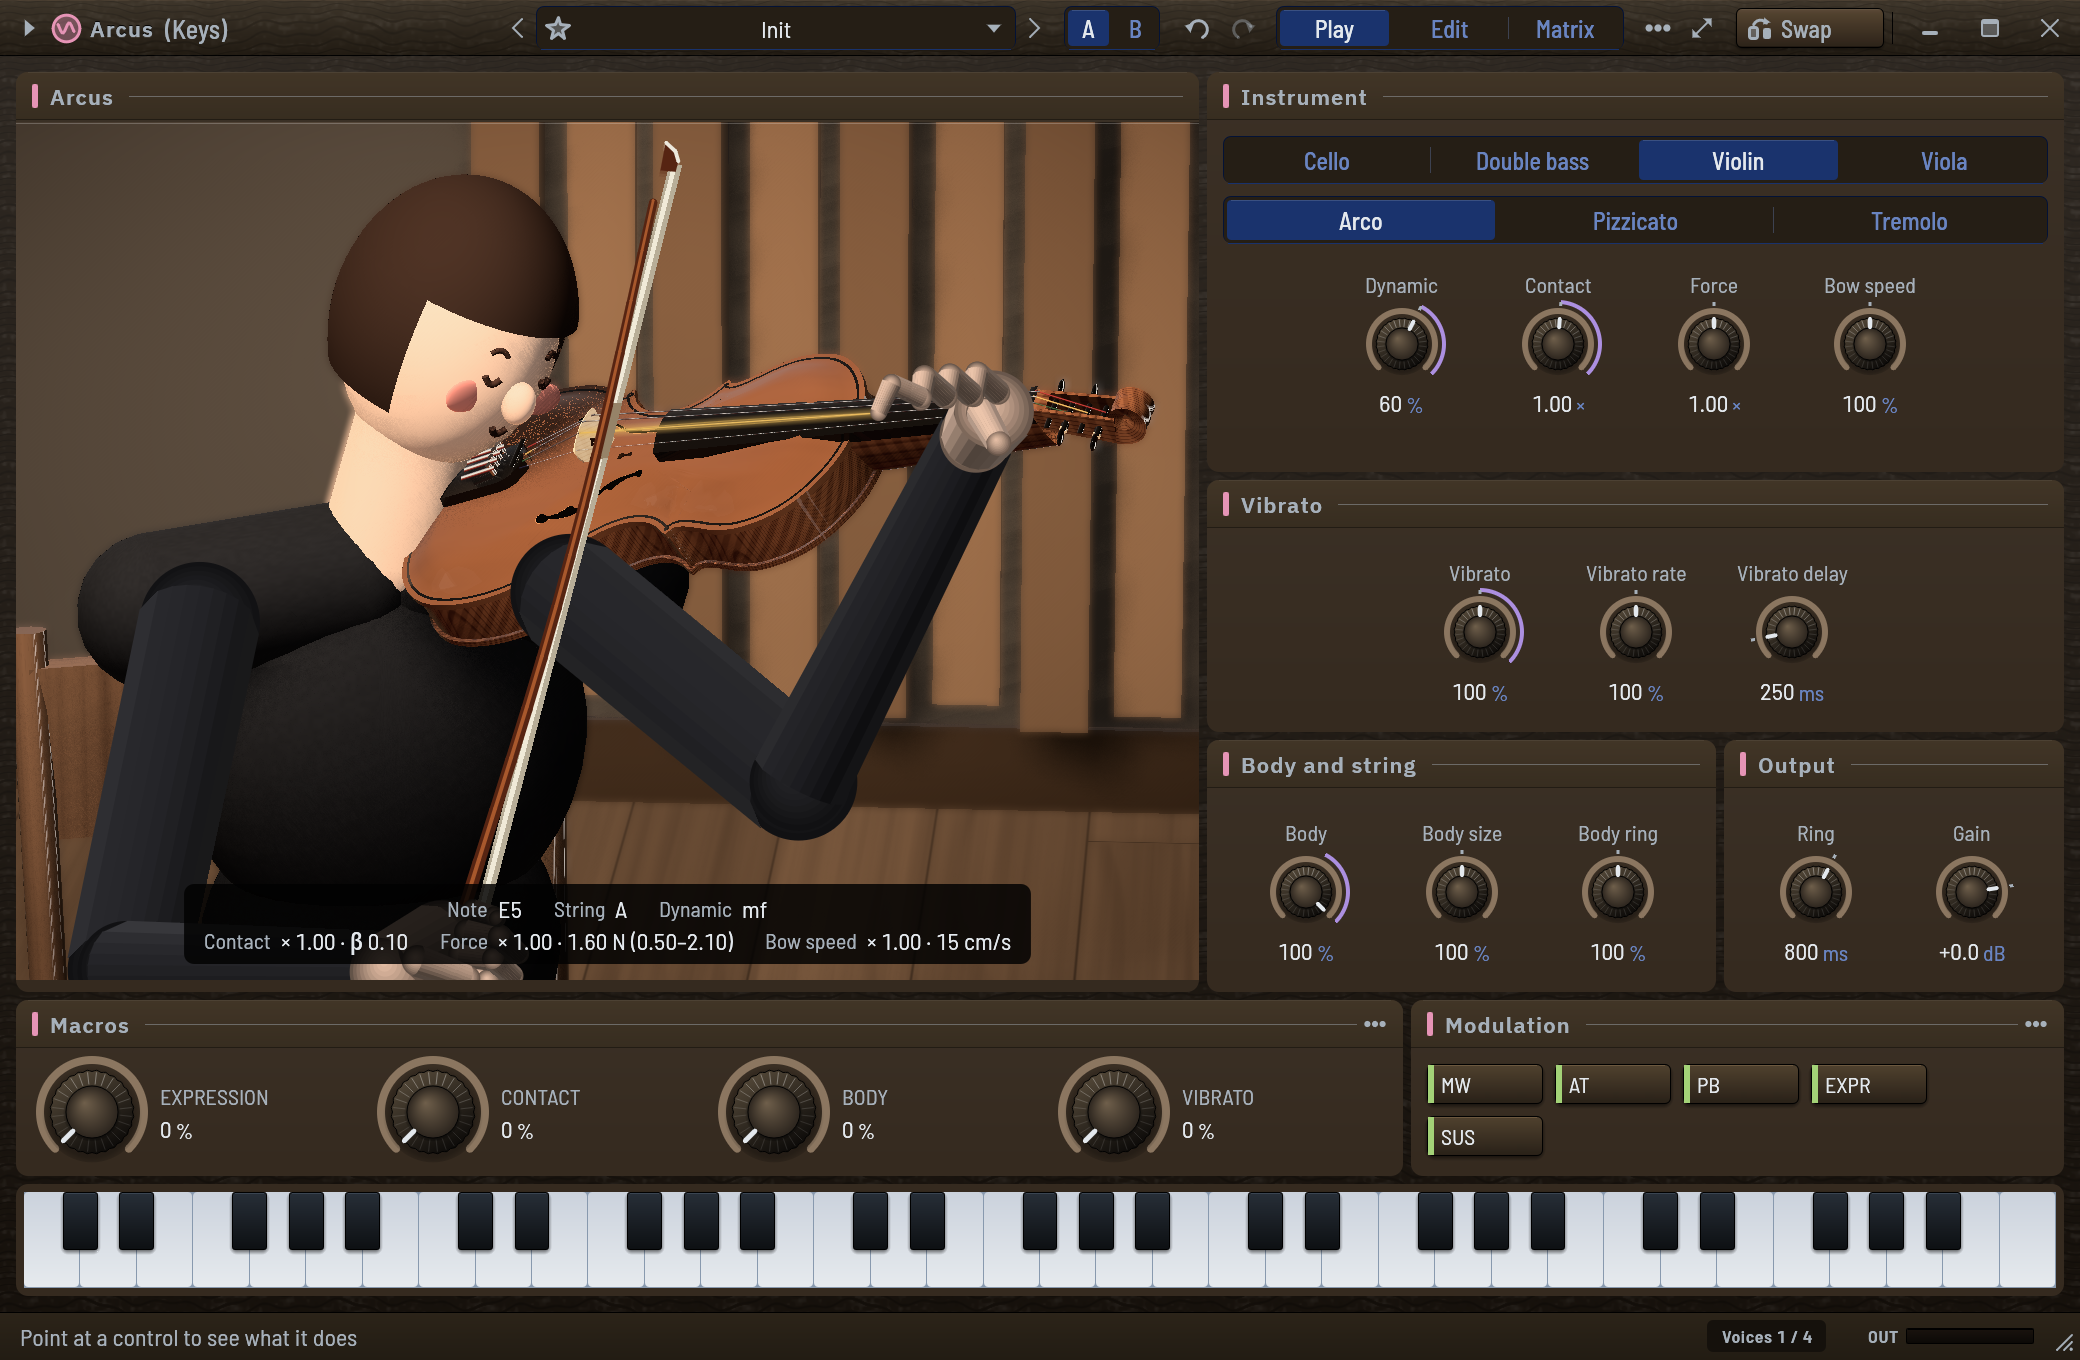 Arcus (Keys)
Init
A B
Play Edit Matrix
Swap
Arcus
Instrument
Cello Double bass Violin Viola
Arco Pizzicato Tremolo
Dynamic Contact Force Bow speed
60 % 1.00 × 1.00 × 100 %
Vibrato
Vibrato Vibrato rate Vibrato delay
100 % 100 % 250 ms
Body and string
Body Body size Body ring
100 % 100 % 100 %
Output
Ring Gain
800 ms +0.0 dB
Note E5 String A Dynamic mf
Contact × 1.00 · β 0.10 Force × 1.00 · 1.60 N (0.50–2.10) Bow speed × 1.00 · 15 cm/s
Macros
EXPRESSION
0 %
CONTACT
0 %
BODY
0 %
VIBRATO
0 %
Modulation
MW AT PB EXPR
SUS
Point at a control to see what it does
Voices 1 / 4 OUT